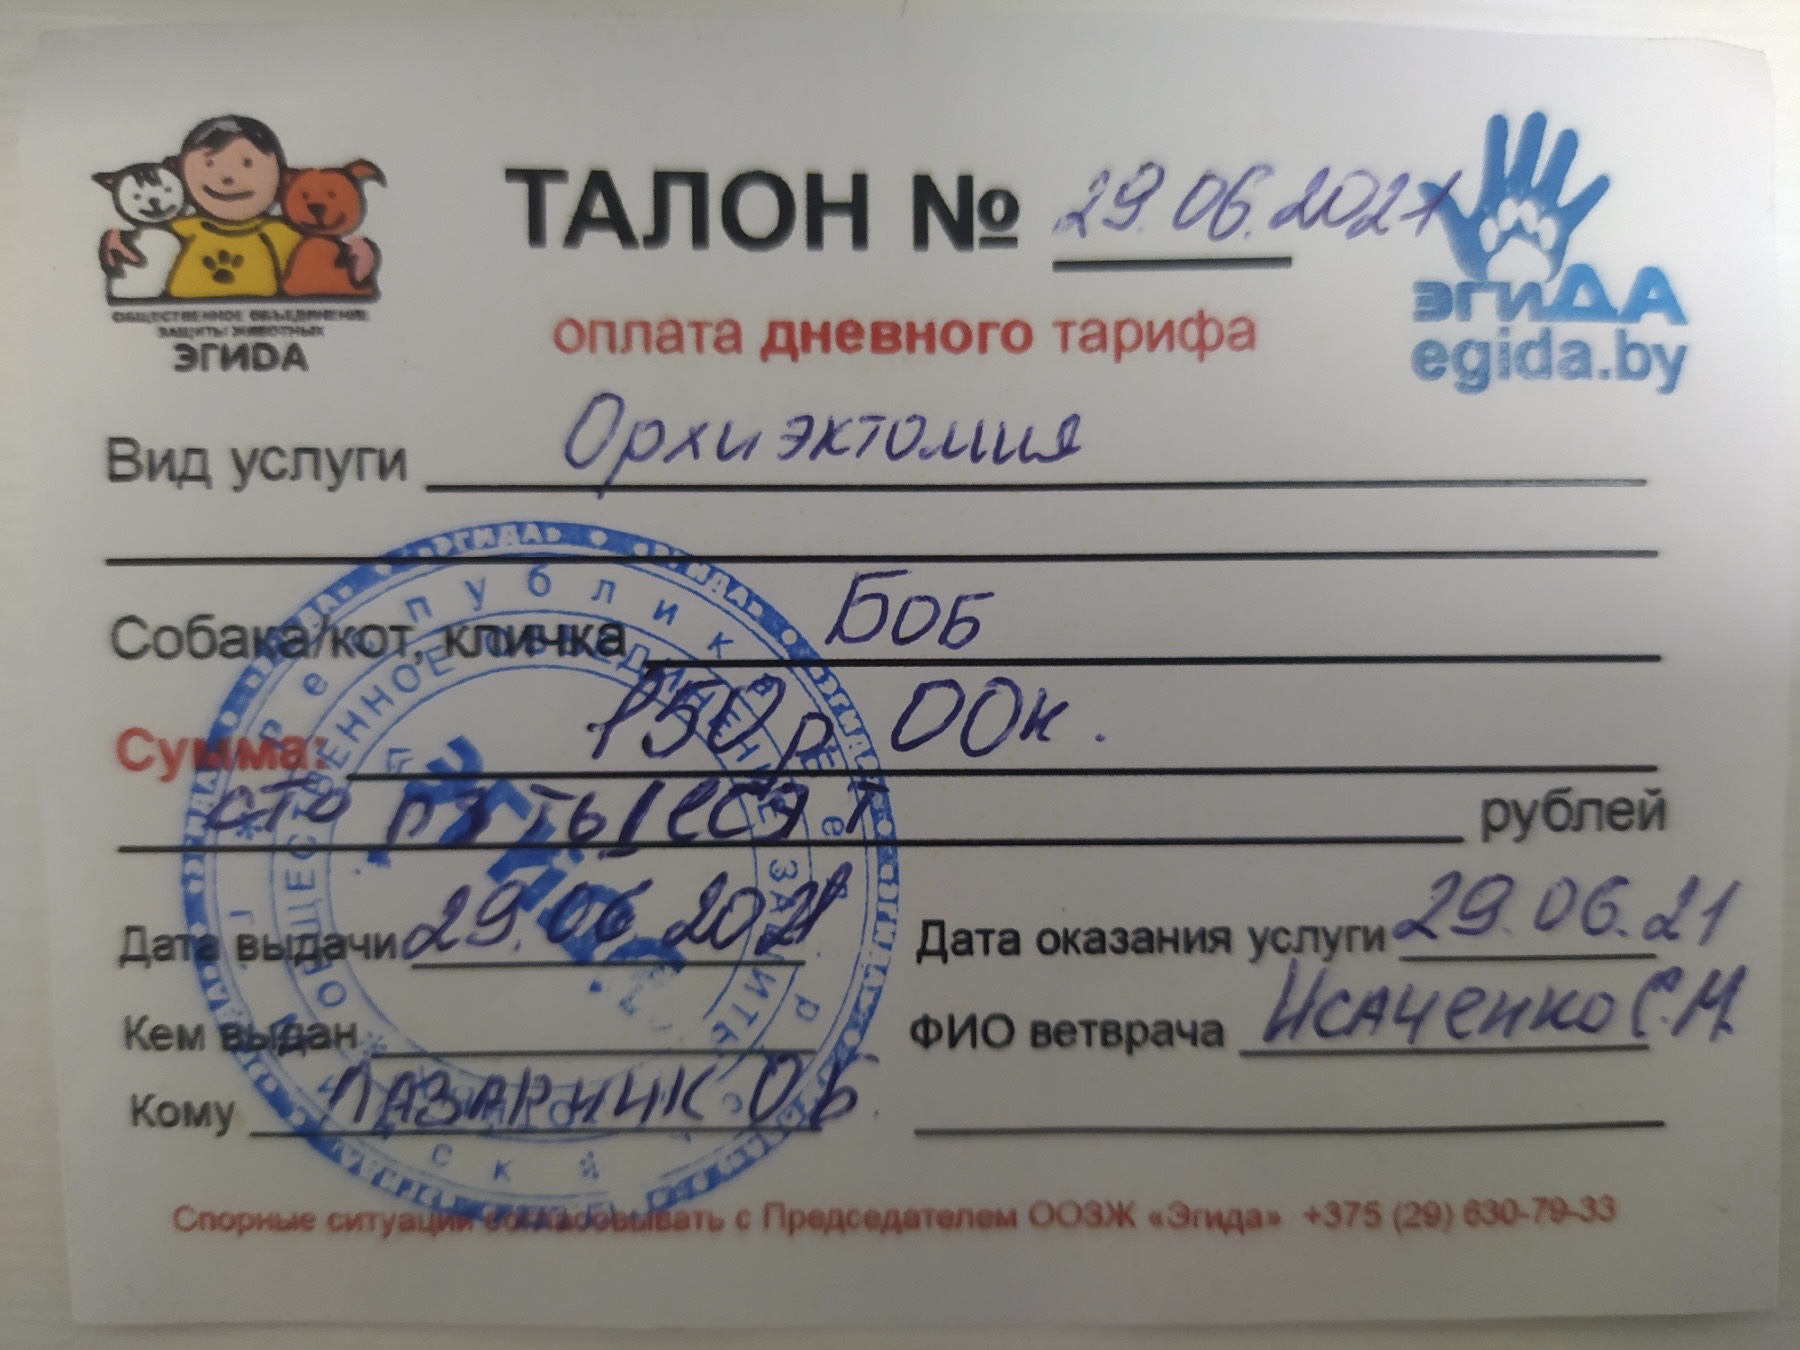 ТАЛОН № 29.06.2021
ОБЩЕСТВЕННОЕ ОБЪЕДИНЕНИЕ
ЗАЩИТЫ ЖИВОТНЫХ
ЭГИДА
эгиДА
egida.by
оплата дневного тарифа
Вид услуги Орхиэктомия
Собака/кот, кличка Боб
Сумма: 150р 00к.
сто пятьдесят рублей
Дата выдачи 29.06.2021 Дата оказания услуги 29.06.21
Кем выдан ФИО ветврача Исаченко С.М.
Кому Лазарчик О.Б.
Спорные ситуации согласовывать с Председателем ООЗЖ «Эгида» +375 (29) 630-79-33